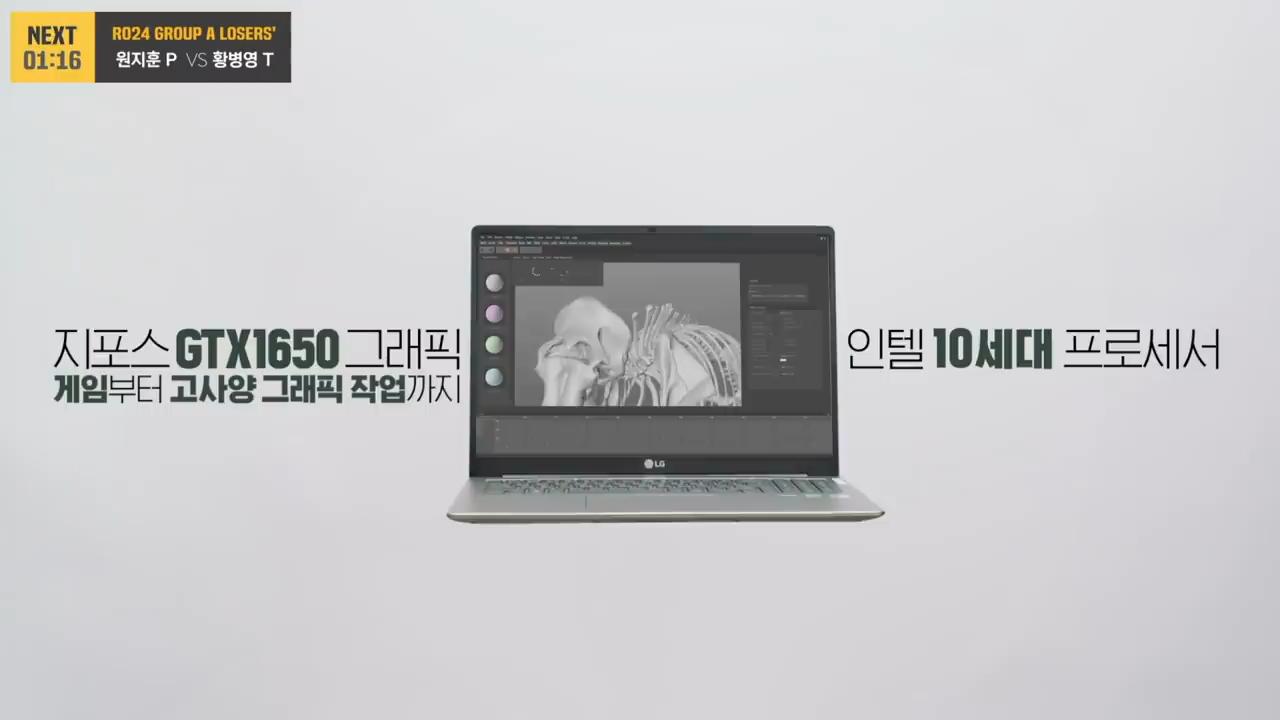 NEXT
01:16
RO24 GROUP A LOSERS'
원지훈 P VS 황병영 T
지포스 GTX1650 그래픽
게임부터 고사양 그래픽 작업까지
인텔 10세대 프로세서
LG